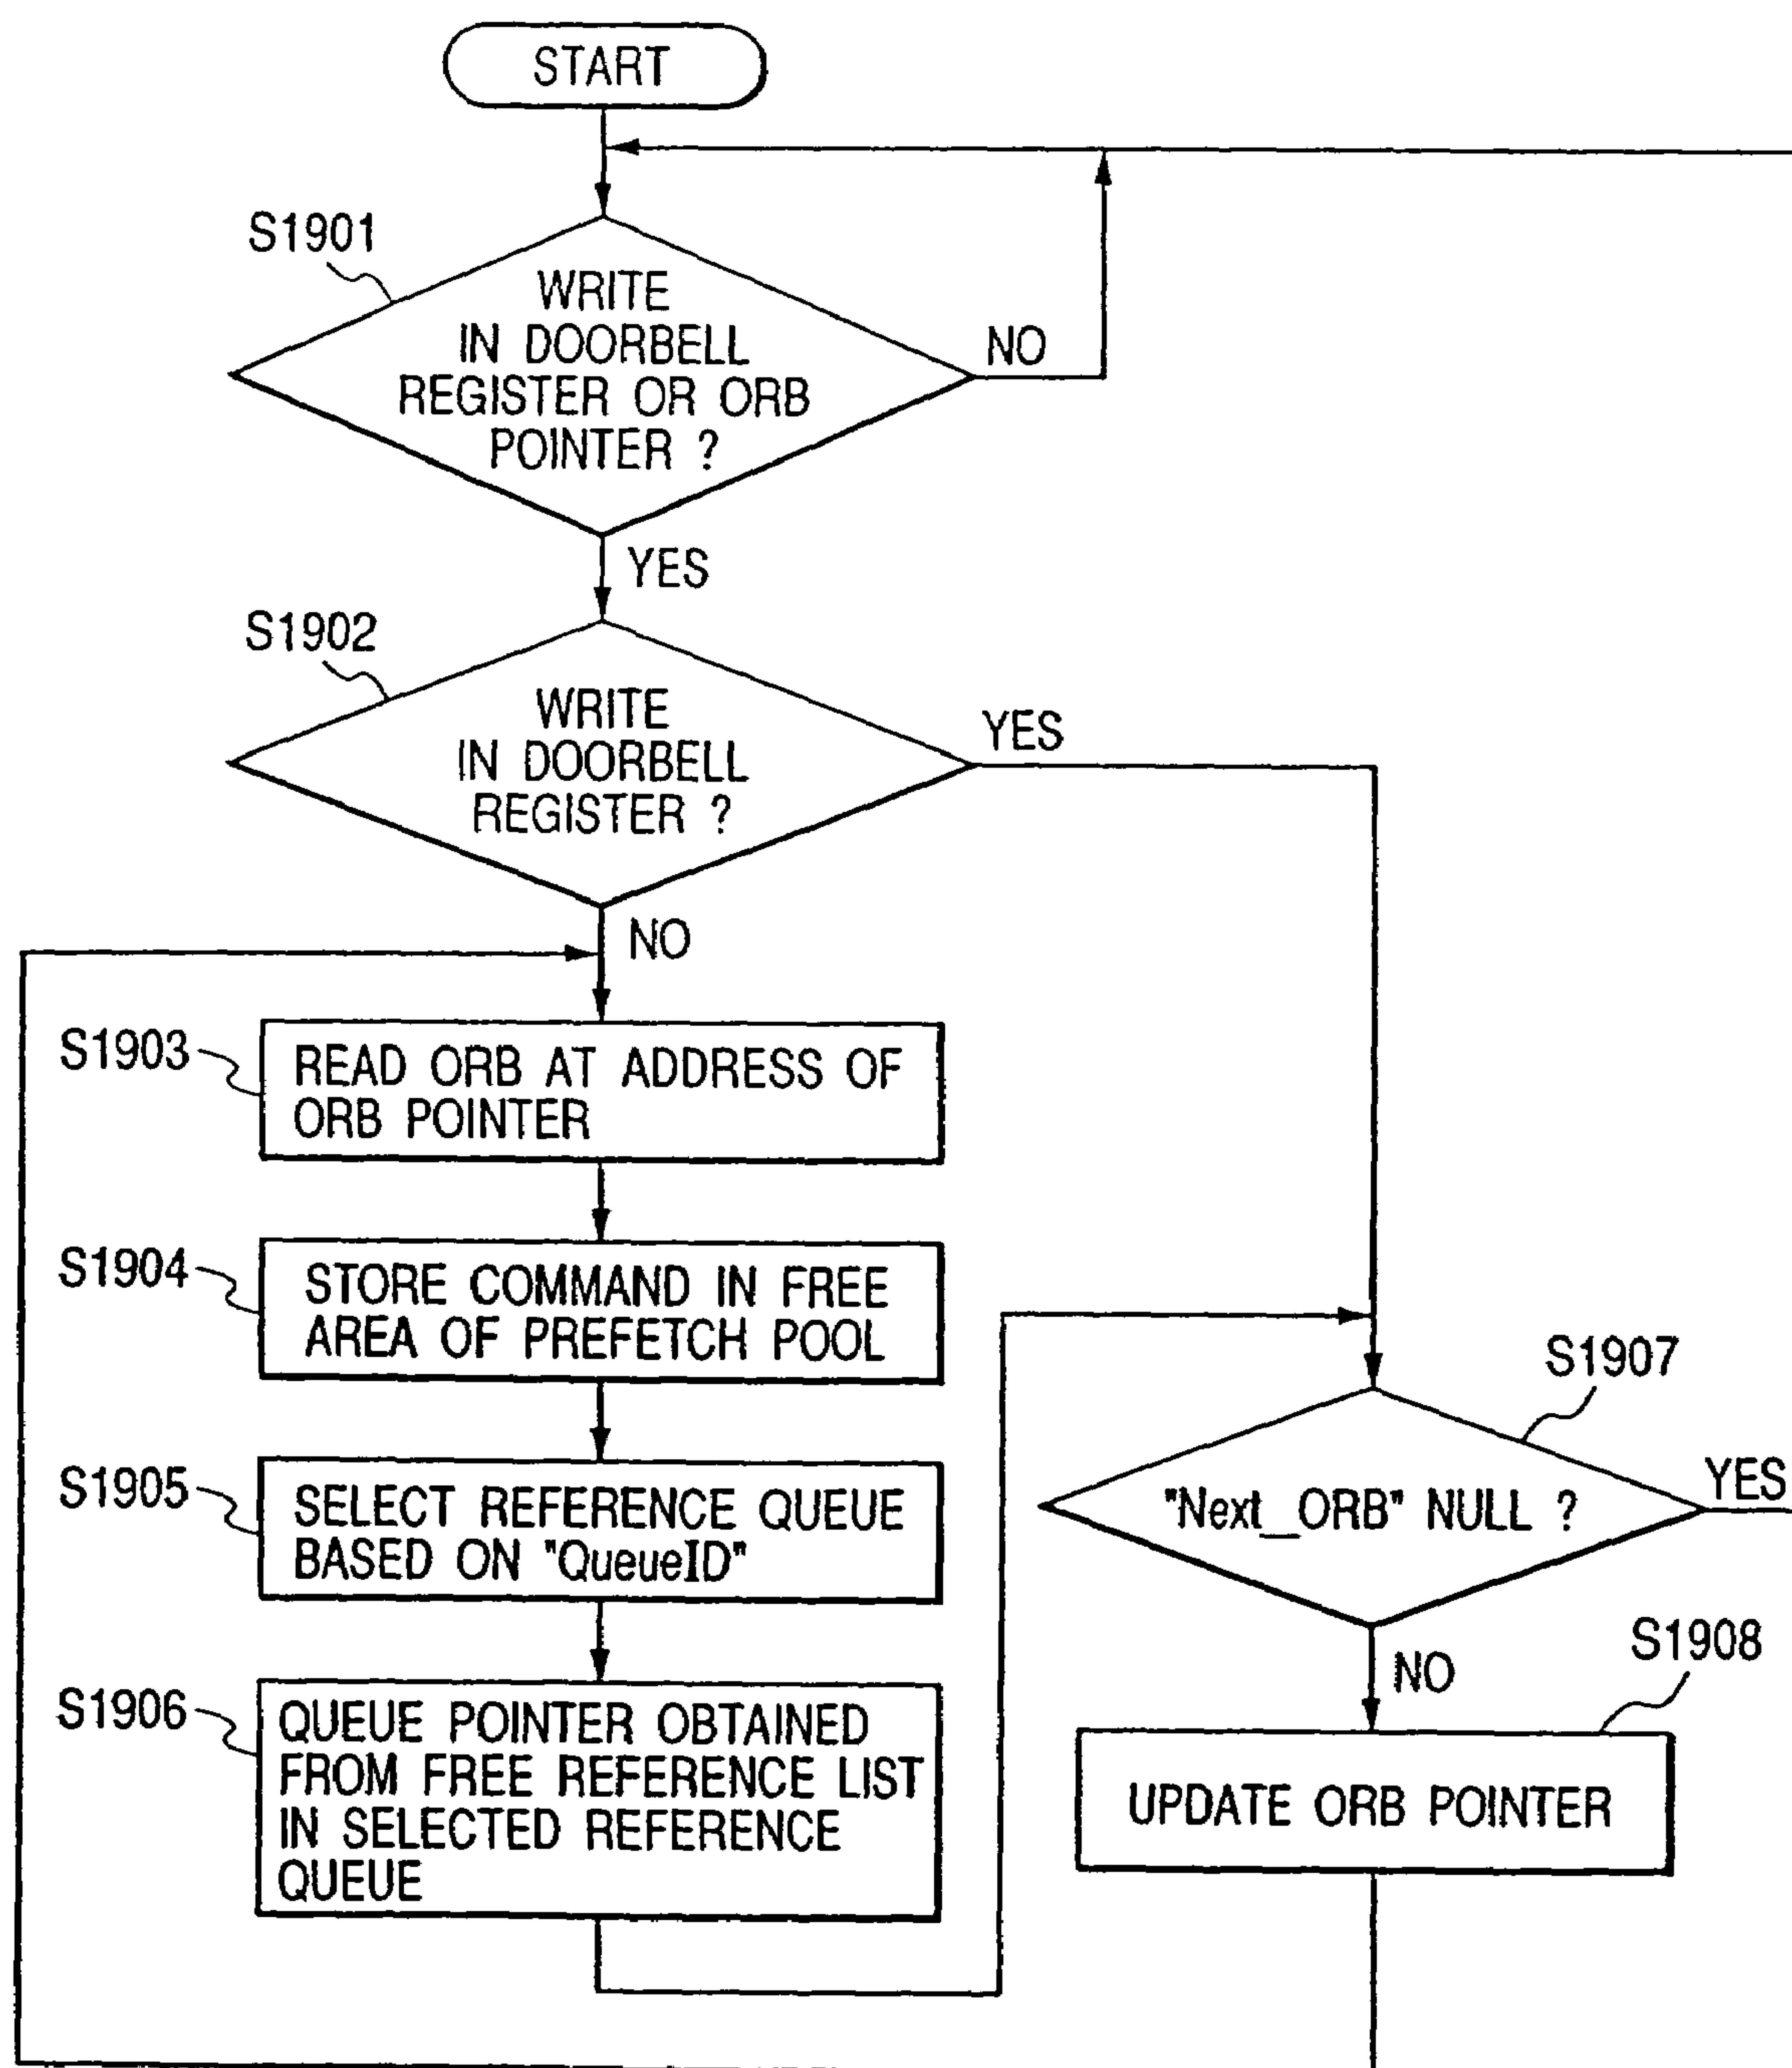 START
S1901
WRITE
IN DOORBELL
REGISTER OR ORB
POINTER ?
NO
YES
S1902
WRITE
IN DOORBELL
REGISTER ?
YES
NO
S1903
READ ORB AT ADDRESS OF
ORB POINTER
S1904
STORE COMMAND IN FREE
AREA OF PREFETCH POOL
S1905
SELECT REFERENCE QUEUE
BASED ON "QueueID"
S1906
QUEUE POINTER OBTAINED
FROM FREE REFERENCE LIST
IN SELECTED REFERENCE
QUEUE
S1907
"Next_ORB" NULL ?
YES
NO
S1908
UPDATE ORB POINTER